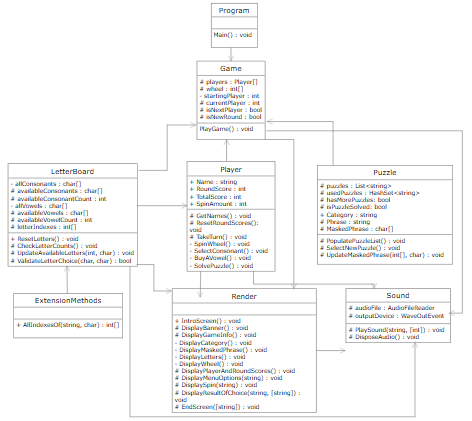 Program
Main() : void
Game
# players : Player[]
# wheel : int[]
- startingPlayer : int
# currentPlayer : int
# isNextPlayer : bool
# isNewRound : bool
PlayGame() : void
LetterBoard
- allConsonants : char[]
# availableConsonants : char[]
# availableConsonantCount : int
- allVowels : char[]
# availableVowels : char[]
# availableVowelCount : int
# letterIndexes : int[]
+ ResetLetters() : void
# CheckLetterCounts() : void
# UpdateAvailableLetters(int, char) : void
# ValidateLetterChoice(char, char) : bool
Player
+ Name : string
+ RoundScore : int
+ TotalScore : int
+ SpinAmount : int
# GetNames() : void
# ResetRoundScores():
void
# TakeTurn() : void
- SpinWheel() : void
- SelectConsonant() : void
- BuyAVowel() : void
- SolvePuzzle() : void
Puzzle
# puzzles : List<string>
# usedPuzzles : HashSet<string>
# hasMorePuzzles: bool
# isPuzzleSolved : bool
+ Category : string
# Phrase : string
# MaskedPhrase : char[]
# PopulatePuzzleList() : void
# SelectNewPuzzle() : void
# UpdateMaskedPhrase(int[], char) : void
ExtensionMethods
+ AllIndexesOf(string, char) : int[]
Render
+ IntroScreen() : void
# DisplayBanner() : void
# DisplayGameInfo() : void
- DisplayCategory() : void
- DisplayMaskedPhrase() : void
- DisplayLetters() : void
- DisplayWheel() : void
# DisplayPlayerAndRoundScores() : void
# DisplayMenuOptions(string) : void
# DisplaySpin(string) : void
# DisplayResultOfChoice(string, [string]) :
void
# EndScreen([string]) : void
Sound
# audioFile : AudioFileReader
# outputDevice : WaveOutEvent
# PlaySound(string, [int]) : void
# DisposeAudio() : void